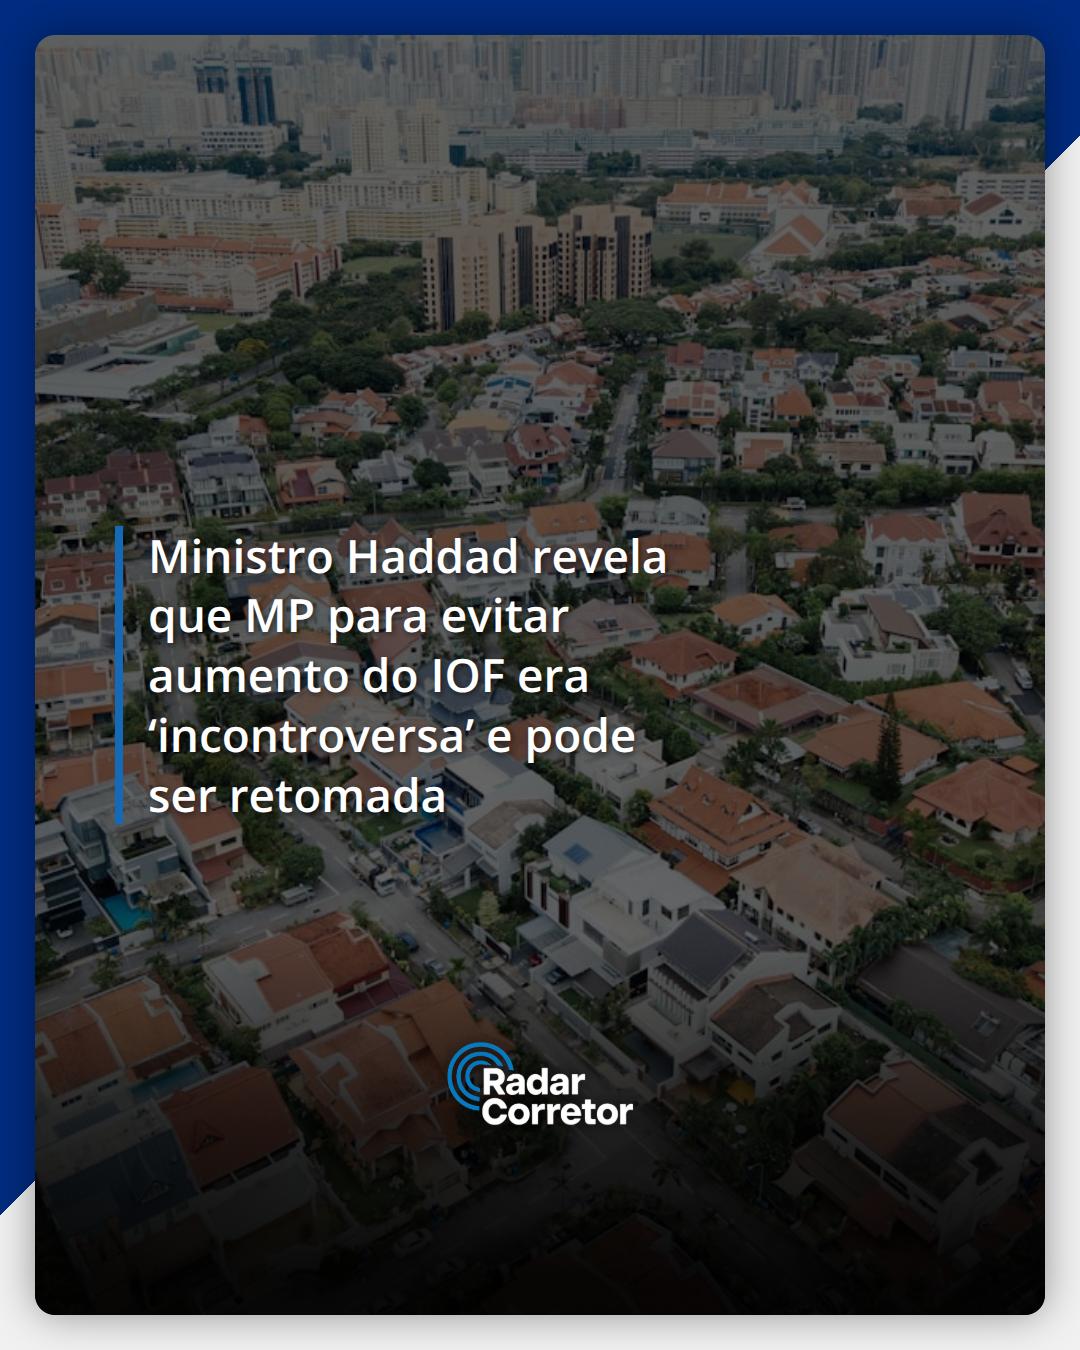 Ministro Haddad revela
que MP para evitar
aumento do IOF era
‘incontroversa’ e pode
ser retomada
Radar
Corretor